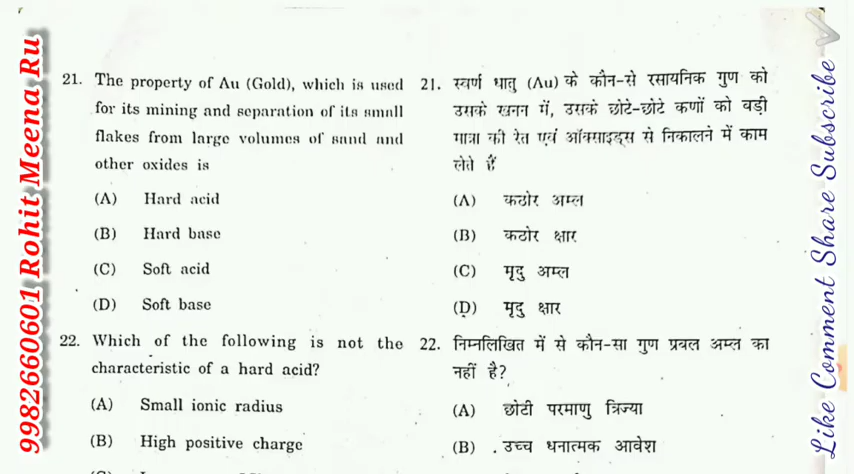 21. The property of Au (Gold), which is used
for its mining and separation of its small
flakes from large volumes of sand and
other oxides is
(A) Hard acid
(B) Hard base
(C) Soft acid
(D) Soft base
22. Which of the following is not the
characteristic of a hard acid?
(A) Small ionic radius
(B) High positive charge
21. स्वर्ण धातु (Au) के कौन-से रसायनिक गुण को
उसके खनन में, उसके छोटे-छोटे कणों को बड़ी
मात्रा की रेत एवं ऑक्साइड्स से निकालने में काम
लेते हैं
(A) कठोर अम्ल
(B) कठोर क्षार
(C) मृदु अम्ल
(D) मृदु क्षार
22. निम्नलिखित में से कौन-सा गुण प्रबल अम्ल का
नहीं है?
(A) छोटी परमाणु त्रिज्या
(B) उच्च धनात्मक आवेश
9982660601 Rohit Meena Ru
Like Comment Share Subscribe